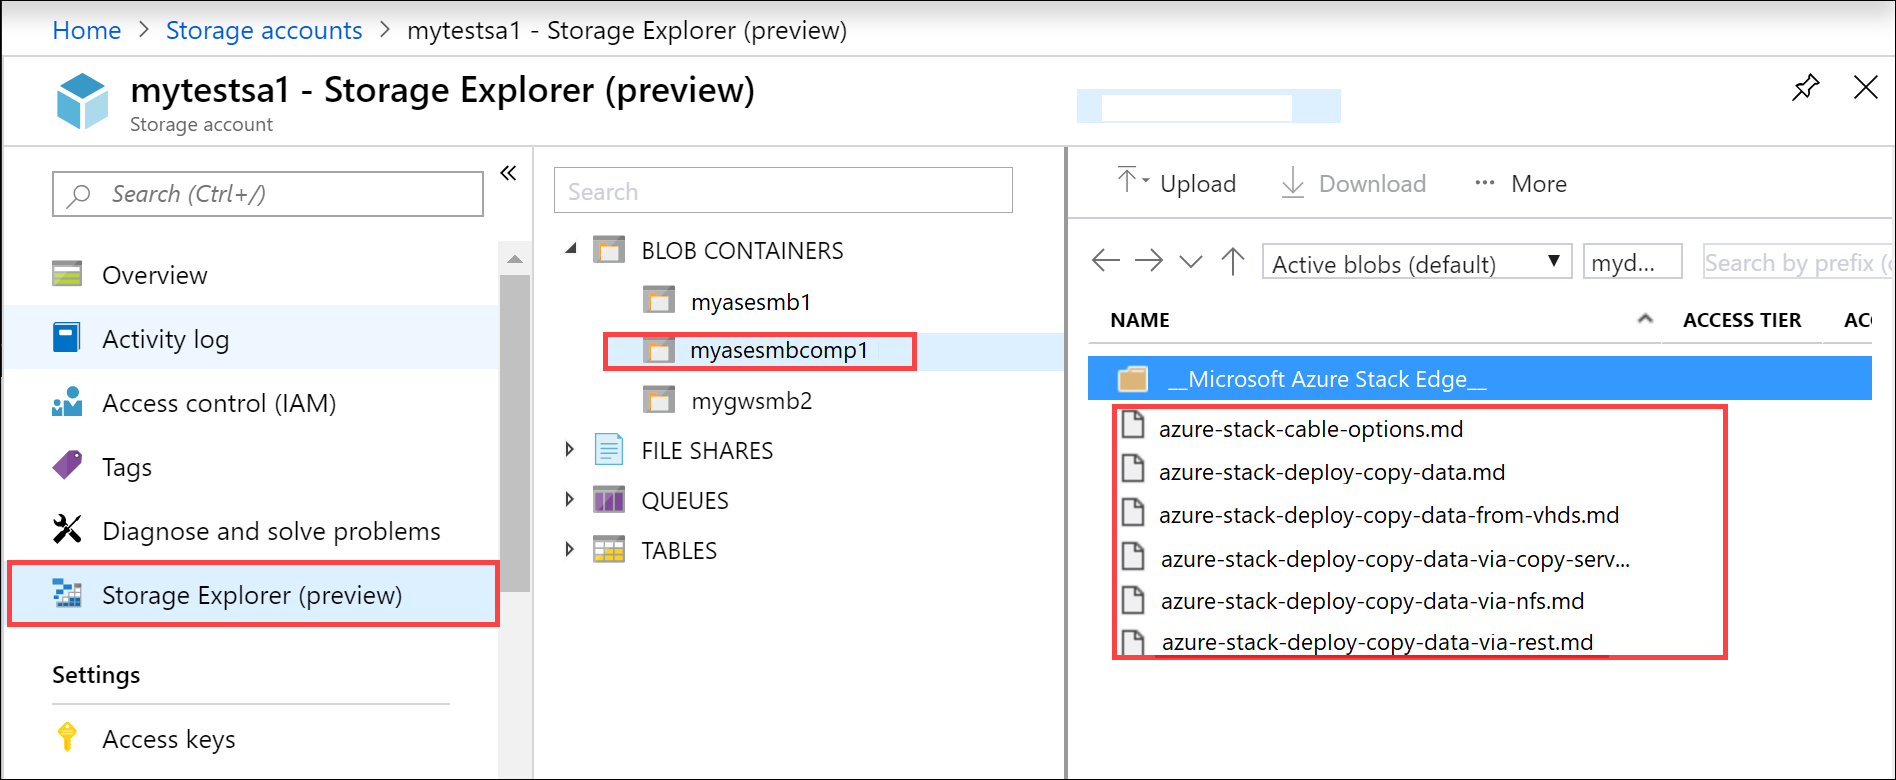 Home > Storage accounts > mytestsa1 - Storage Explorer (preview)
mytestsa1 - Storage Explorer (preview)
Storage account
Search (Ctrl+/)
«
Overview
Activity log
Access control (IAM)
Tags
Diagnose and solve problems
Storage Explorer (preview)
Settings
Access keys
Search
BLOB CONTAINERS
myasesmb1
myasesmbcomp1
mygwsmb2
FILE SHARES
QUEUES
TABLES
Upload Download ... More
Active blobs (default) myd... Search by prefix (
NAME ACCESS TIER ACC
__Microsoft Azure Stack Edge__
azure-stack-cable-options.md
azure-stack-deploy-copy-data.md
azure-stack-deploy-copy-data-from-vhds.md
azure-stack-deploy-copy-data-via-copy-serv...
azure-stack-deploy-copy-data-via-nfs.md
azure-stack-deploy-copy-data-via-rest.md